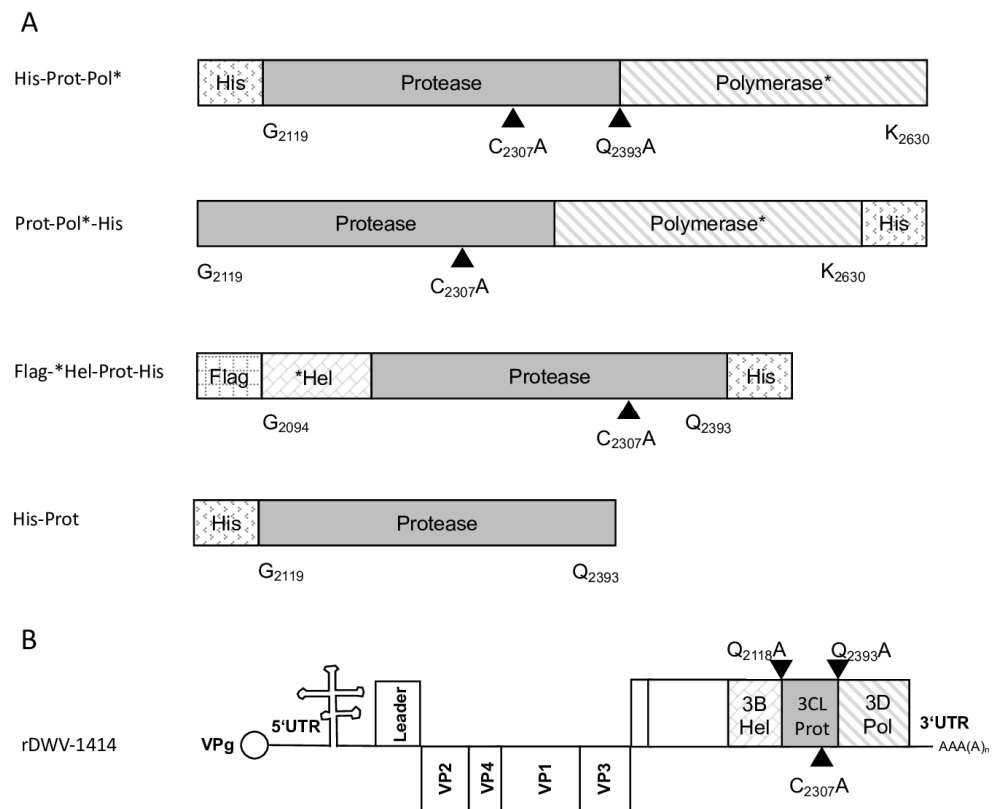 A
His-Prot-Pol*
His Protease Polymerase*
G2119 C2307A Q2393A K2630
Prot-Pol*-His
Protease Polymerase* His
G2119 C2307A K2630
Flag-*Hel-Prot-His
Flag *Hel Protease His
G2094 C2307A Q2393
His-Prot
His Protease
G2119 Q2393
B
Q2118A Q2393A
rDWV-1414
VPg
5‘UTR
Leader
VP2
VP4
VP1
VP3
3B
Hel
3CL
Prot
3D
Pol
3‘UTR
AAA(A)n
C2307A